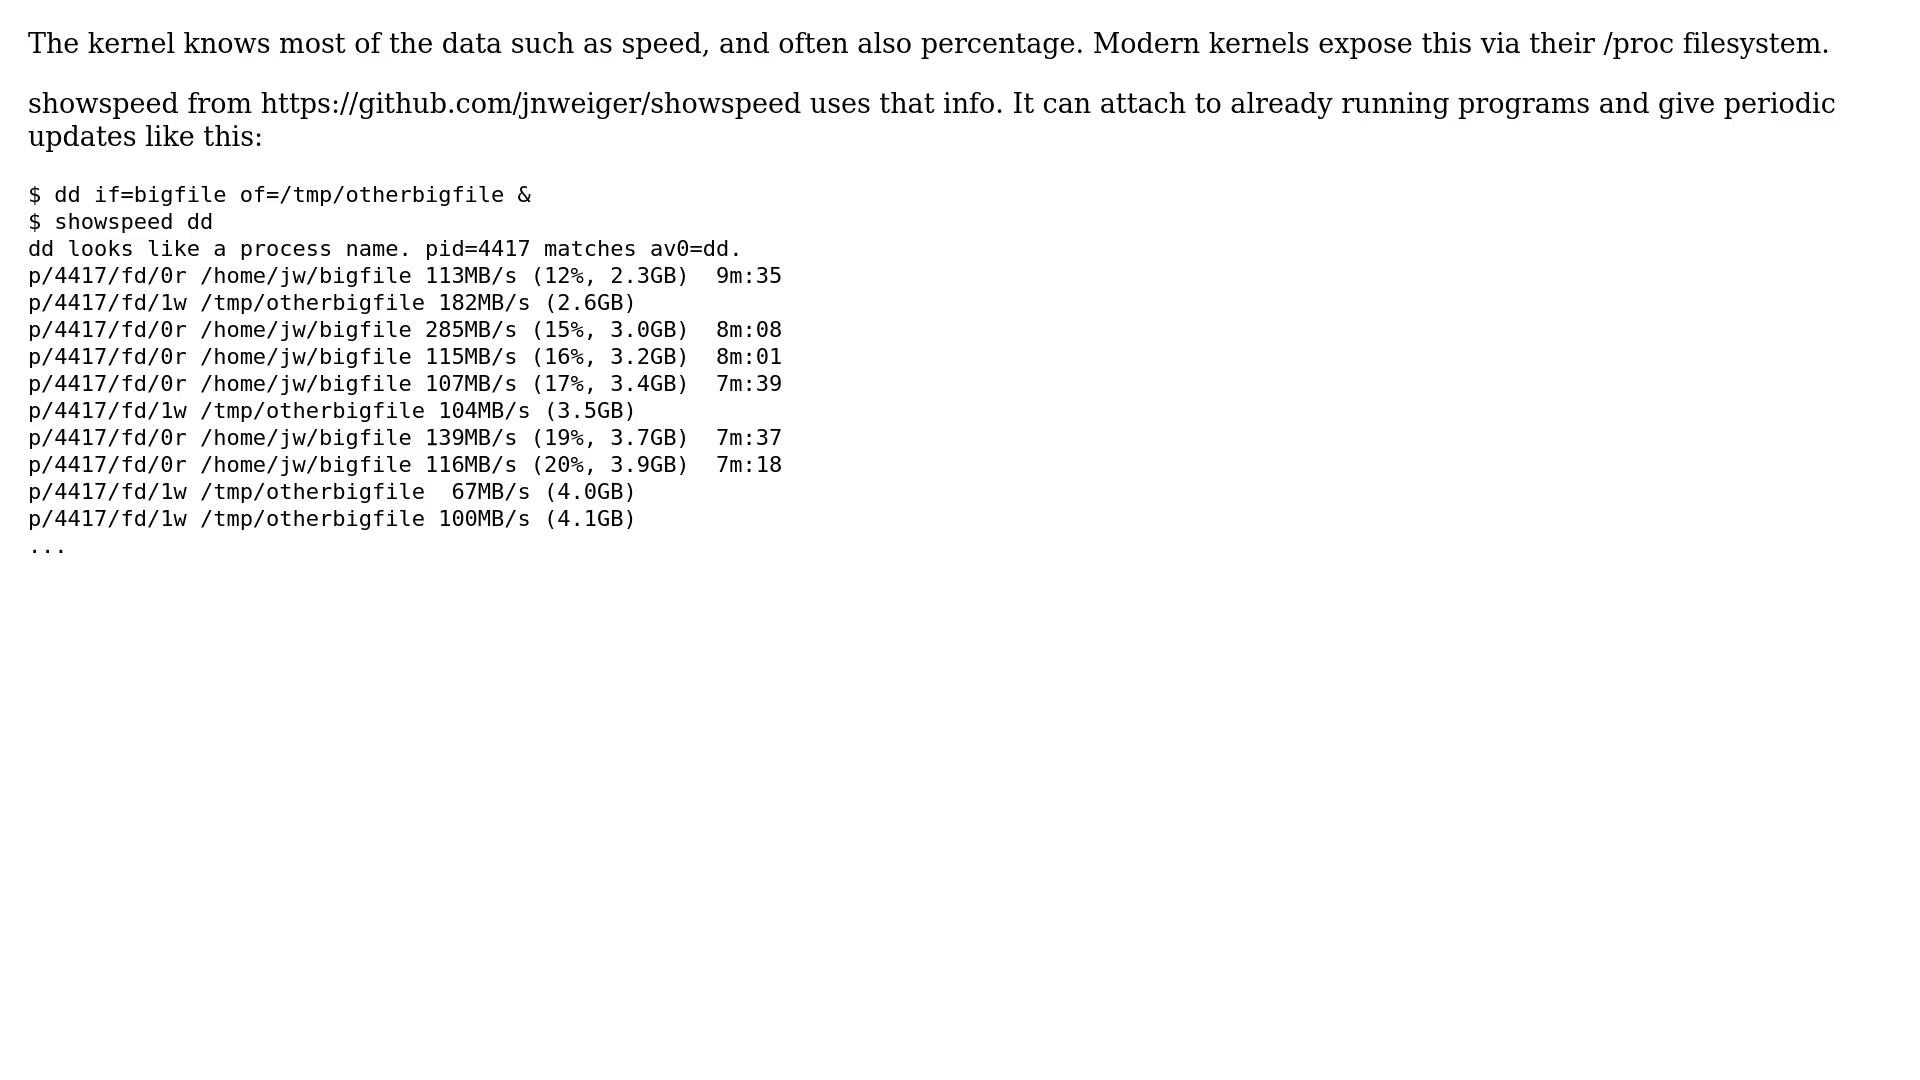 The kernel knows most of the data such as speed, and often also percentage. Modern kernels expose this via their /proc filesystem.
showspeed from https://github.com/jnweiger/showspeed uses that info. It can attach to already running programs and give periodic
updates like this:
$ dd if=bigfile of=/tmp/otherbigfile &
$ showspeed dd
dd looks like a process name. pid=4417 matches av0=dd.
p/4417/fd/0r /home/jw/bigfile 113MB/s (12%, 2.3GB)  9m:35
p/4417/fd/1w /tmp/otherbigfile 182MB/s (2.6GB)
p/4417/fd/0r /home/jw/bigfile 285MB/s (15%, 3.0GB)  8m:08
p/4417/fd/0r /home/jw/bigfile 115MB/s (16%, 3.2GB)  8m:01
p/4417/fd/0r /home/jw/bigfile 107MB/s (17%, 3.4GB)  7m:39
p/4417/fd/1w /tmp/otherbigfile 104MB/s (3.5GB)
p/4417/fd/0r /home/jw/bigfile 139MB/s (19%, 3.7GB)  7m:37
p/4417/fd/0r /home/jw/bigfile 116MB/s (20%, 3.9GB)  7m:18
p/4417/fd/1w /tmp/otherbigfile  67MB/s (4.0GB)
p/4417/fd/1w /tmp/otherbigfile 100MB/s (4.1GB)
...